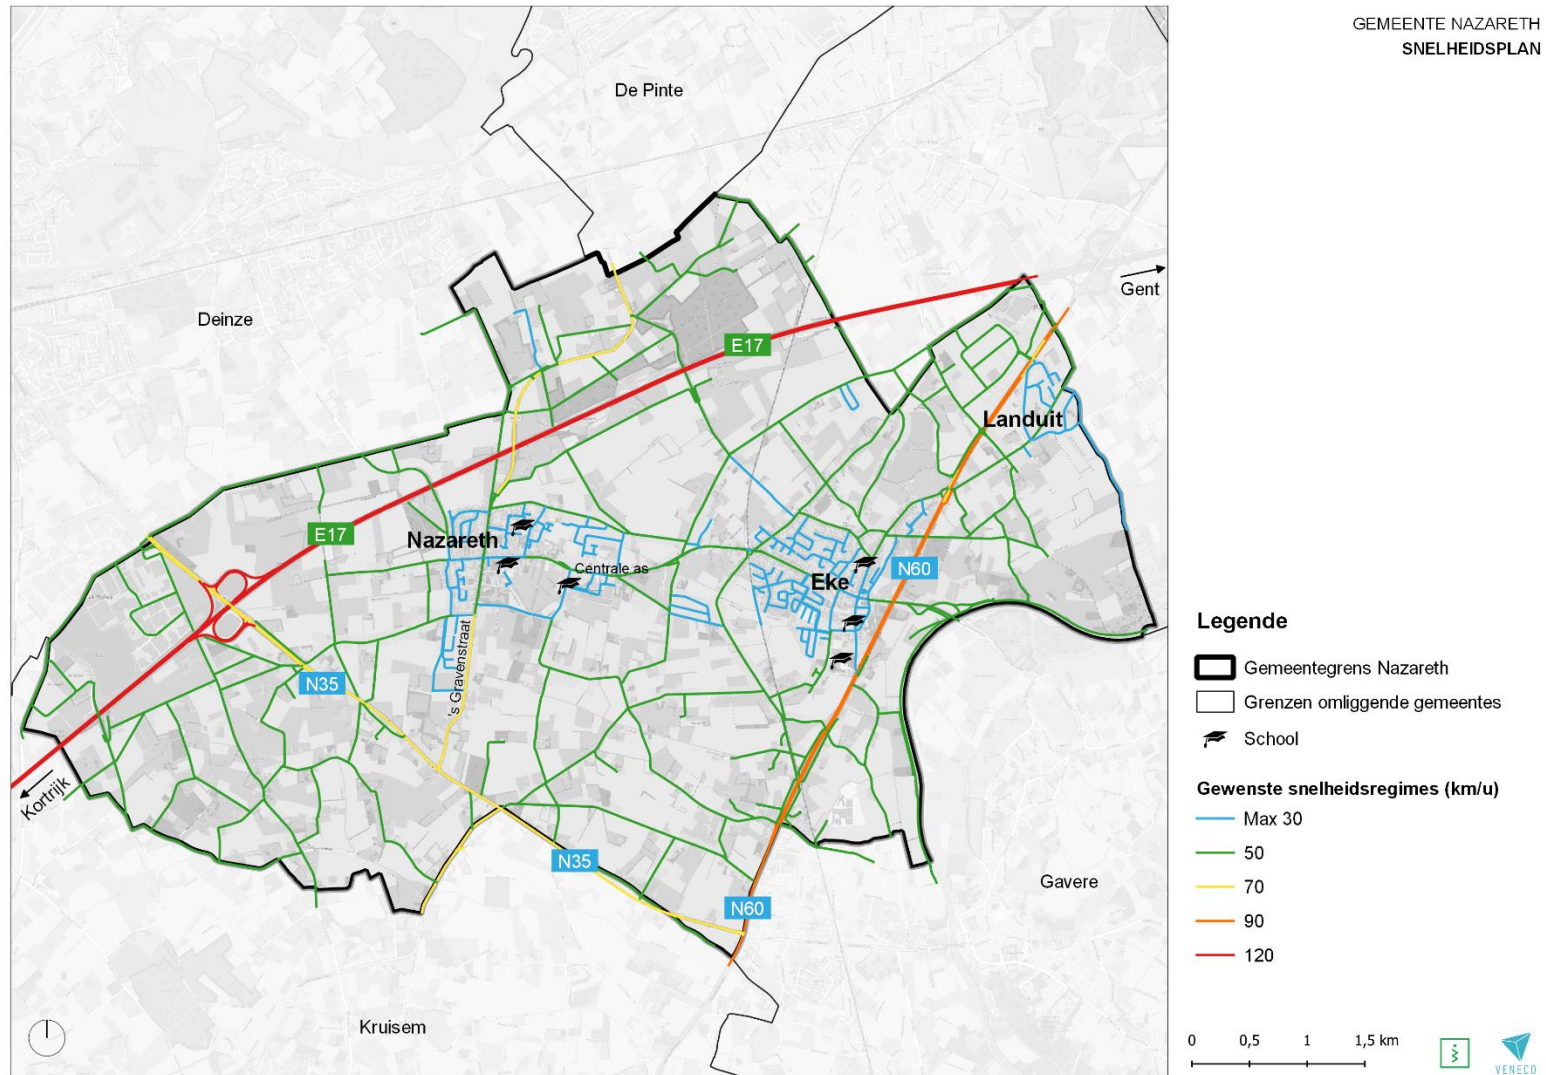 GEMEENTE NAZARETH
SNELHEIDSPLAN
De Pinte
Gent
Deinze
E17
Landuit
E17
Nazareth
Centrale as
Eke
N60
N35
's Gravenstraat
Kortrijk
N35
N60
Gavere
Kruisem
Legende
Gemeentegrens Nazareth
Grenzen omliggende gemeentes
School
Gewenste snelheidsregimes (km/u)
Max 30
50
70
90
120
0 0,5 1 1,5 km
VENECO